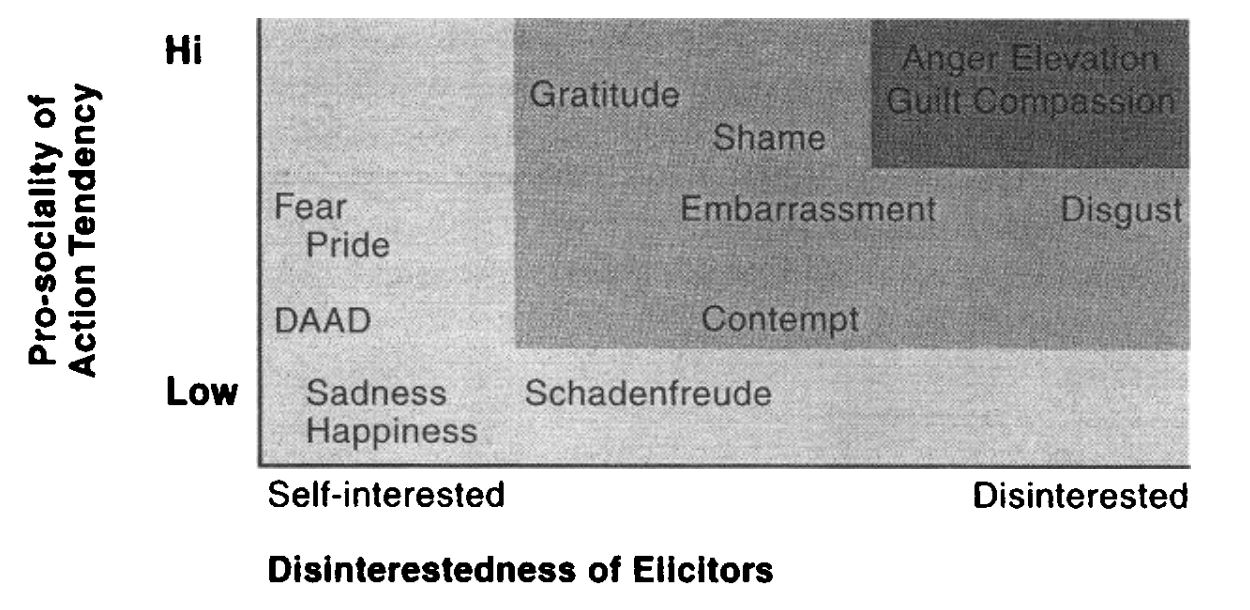 Pro-sociality of
Action Tendency
Hi
Low
Anger Elevation
Guilt Compassion
Gratitude
Shame
Fear
Embarrassment
Disgust
Pride
DAAD
Contempt
Sadness
Schadenfreude
Happiness
Self-interested
Disinterested
Disinterestedness of Elicitors